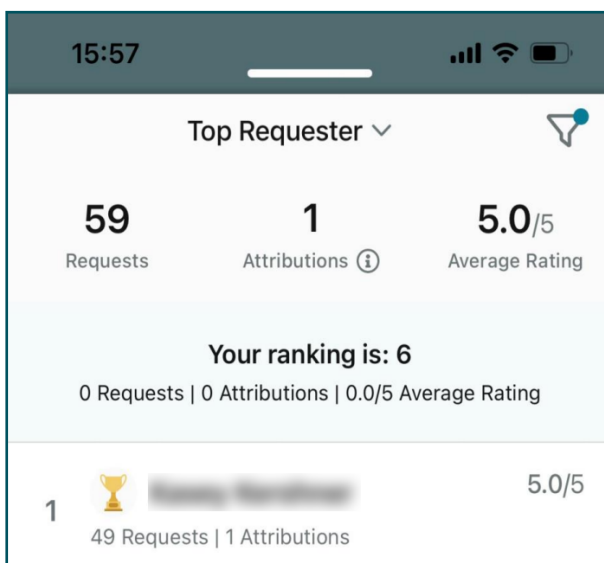 15:57
Top Requester
59 1 5.0/5
Requests Attributions Average Rating
Your ranking is: 6
0 Requests | 0 Attributions | 0.0/5 Average Rating
1 5.0/5
49 Requests | 1 Attributions